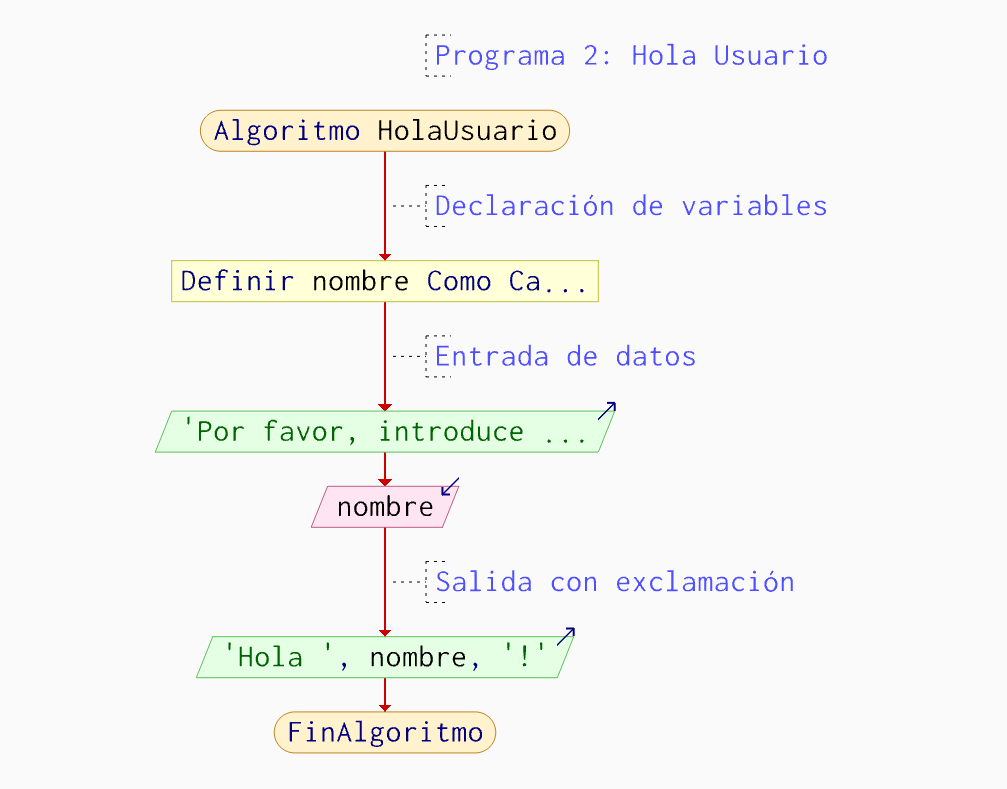 Programa 2: Hola Usuario
Algoritmo HolaUsuario
Declaración de variables
Definir nombre Como Ca...
Entrada de datos
'Por favor, introduce ...
nombre
Salida con exclamación
'Hola ', nombre, '!'
FinAlgoritmo